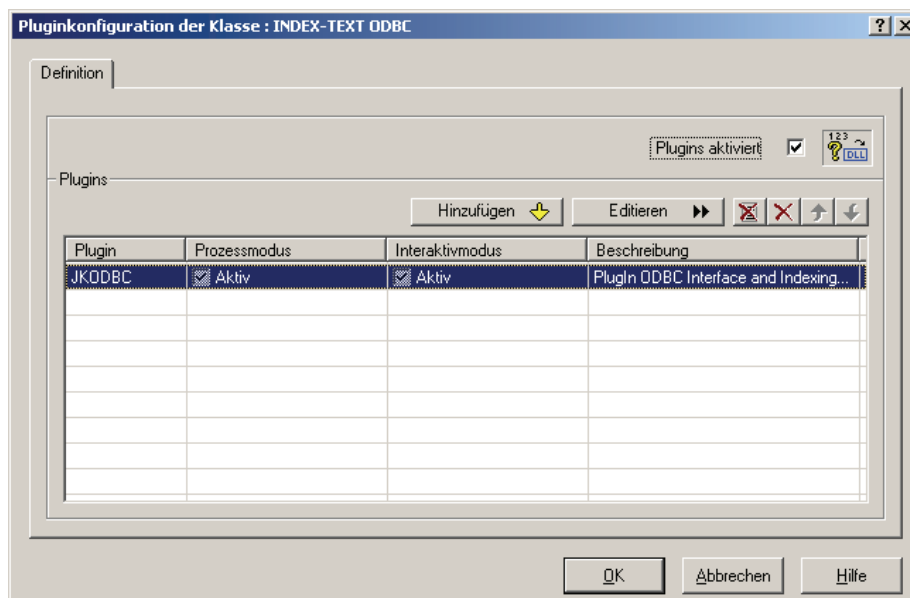 Pluginkonfiguration der Klasse : INDEX-TEXT ODBC
Definition
Plugins aktiviert
123
DLL
Plugins
Hinzufügen
Editieren
Plugin Prozessmodus Interaktivmodus Beschreibung
JKODBC Aktiv Aktiv PlugIn ODBC Interface and Indexing...
OK Abbrechen Hilfe